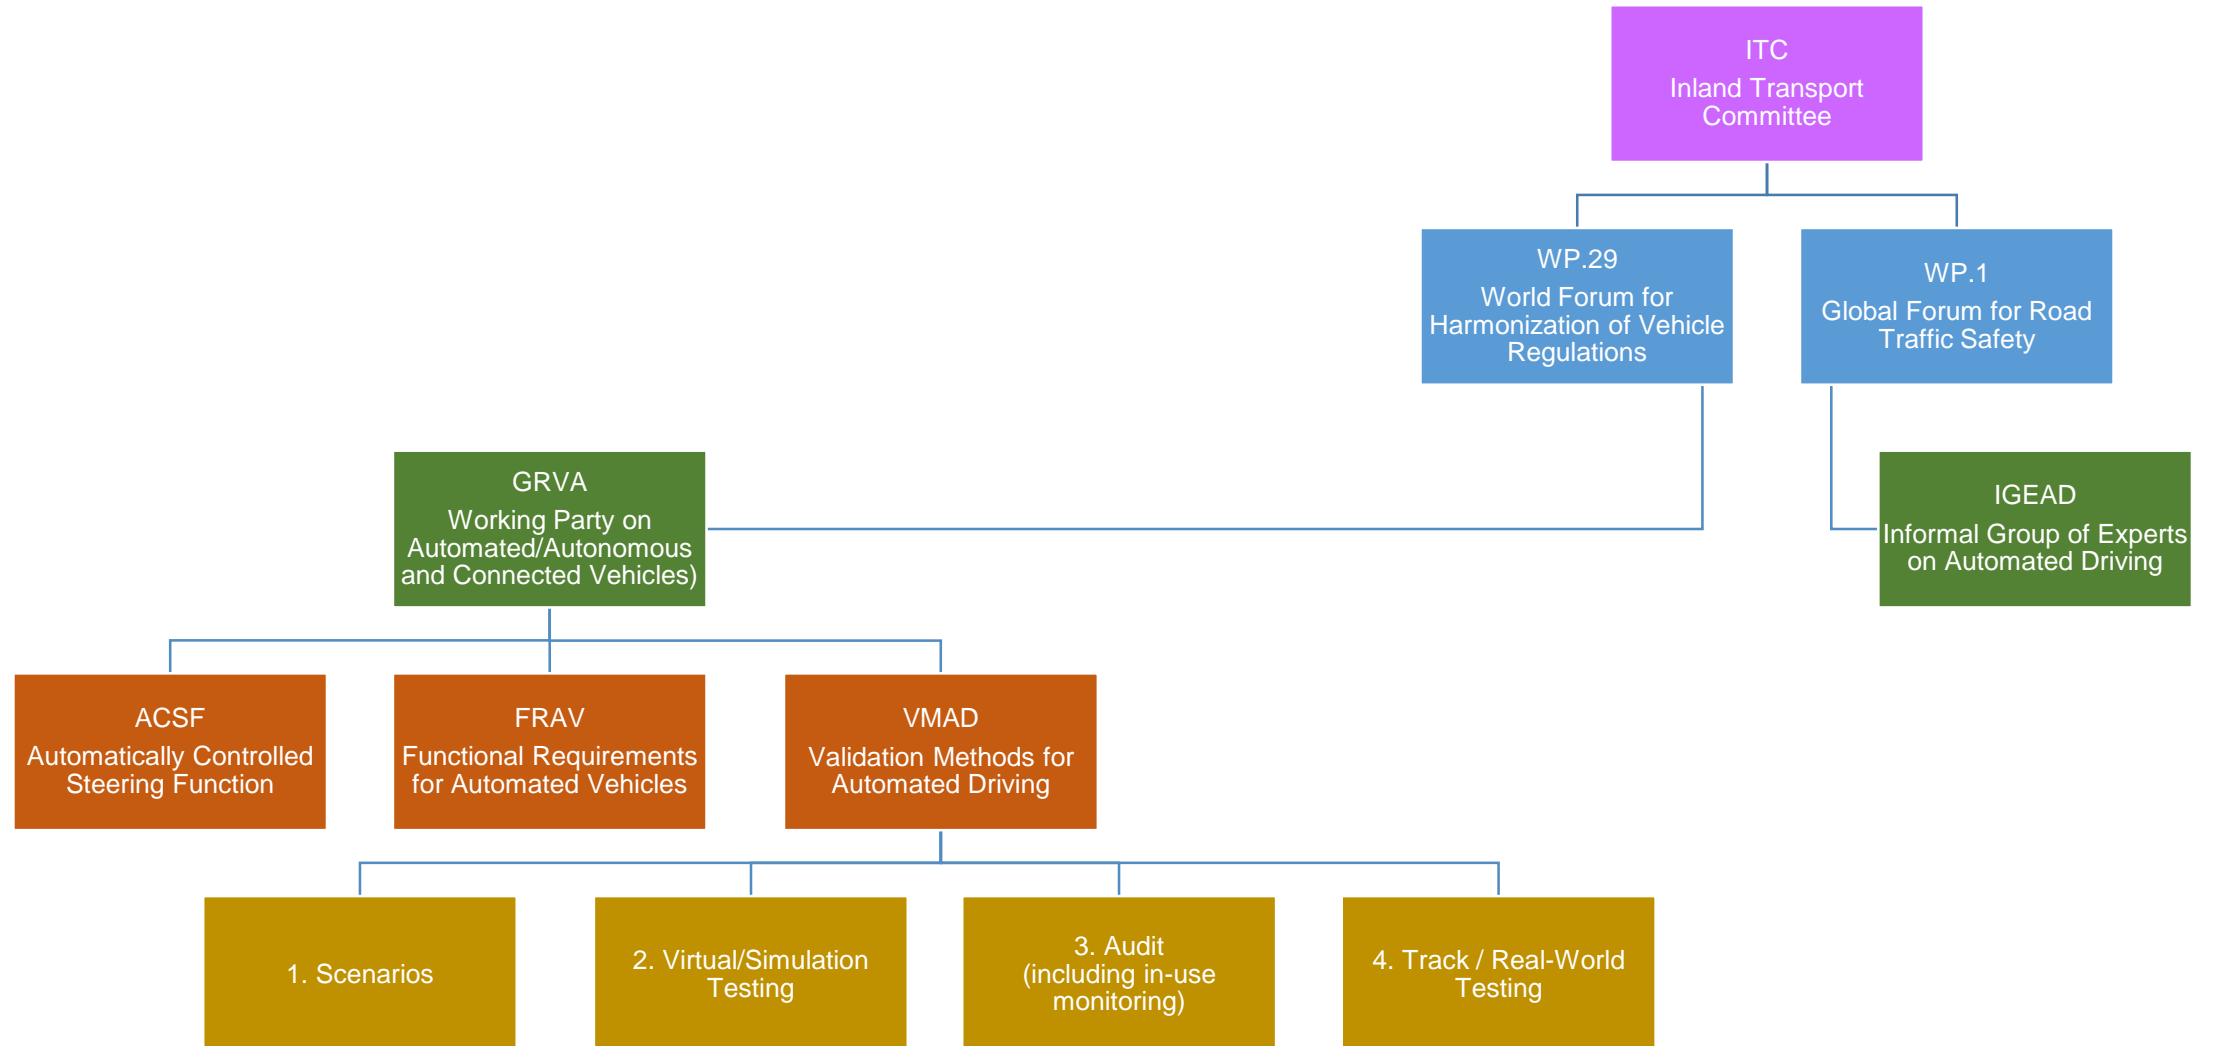 ITC
Inland Transport
Committee
WP.29
World Forum for
Harmonization of Vehicle
Regulations
WP.1
Global Forum for Road
Traffic Safety
GRVA
Working Party on
Automated/Autonomous
and Connected Vehicles)
IGEAD
Informal Group of Experts
on Automated Driving
ACSF
Automatically Controlled
Steering Function
FRAV
Functional Requirements
for Automated Vehicles
VMAD
Validation Methods for
Automated Driving
1. Scenarios
2. Virtual/Simulation
Testing
3. Audit
(including in-use
monitoring)
4. Track / Real-World
Testing